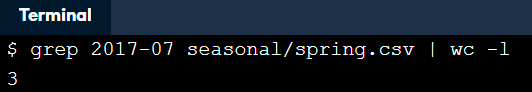 Terminal
$ grep 2017-07 seasonal/spring.csv | wc -l
3